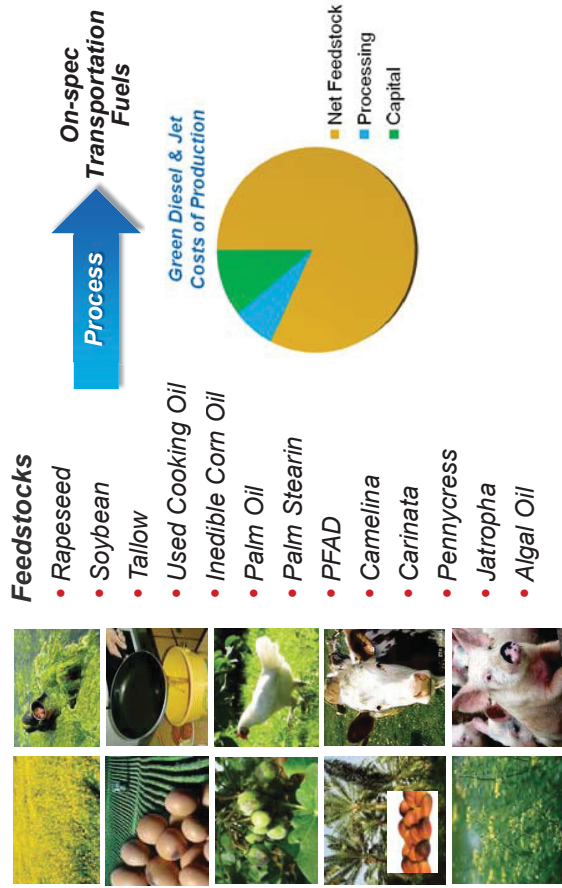 Feedstocks
• Rapeseed
• Soybean
• Tallow
• Used Cooking Oil
• Inedible Corn Oil
• Palm Oil
• Palm Stearin
• PFAD
• Camelina
• Carinata
• Pennycress
• Jatropha
• Algal Oil
Process
On-spec
Transportation
Fuels
Green Diesel & Jet
Costs of Production
Net Feedstock
Processing
Capital